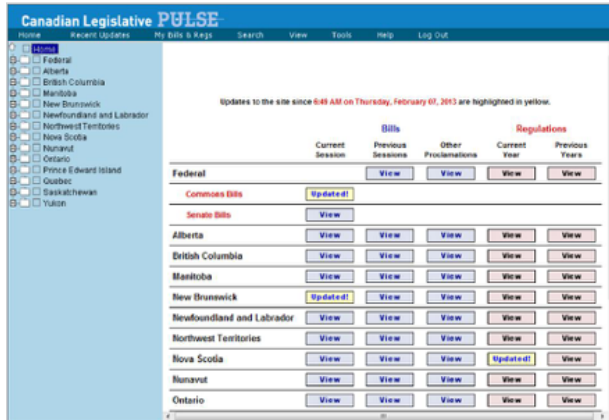 Canadian Legislative PULSE
Home Recent Updates My Bills & Regs Search View Tools Help Log Out
Home
Federal
Alberta
British Columbia
Manitoba
New Brunswick
Newfoundland and Labrador
Northwest Territories
Nova Scotia
Nunavut
Ontario
Prince Edward Island
Quebec
Saskatchewan
Yukon
Updates to the site since 6:49 AM on Thursday, February 07, 2013 are highlighted in yellow.
Bills Regulations
Current Session Previous Sessions Other Proclamations Current Year Previous Years
Federal View View View View
Commons Bills Updated!
Senate Bills View
Alberta View View View View View
British Columbia View View View View View
Manitoba View View View View View
New Brunswick Updated! View View View View
Newfoundland and Labrador View View View View View
Northwest Territories View View View View View
Nova Scotia View View View Updated! View
Nunavut View View View View View
Ontario View View View View View